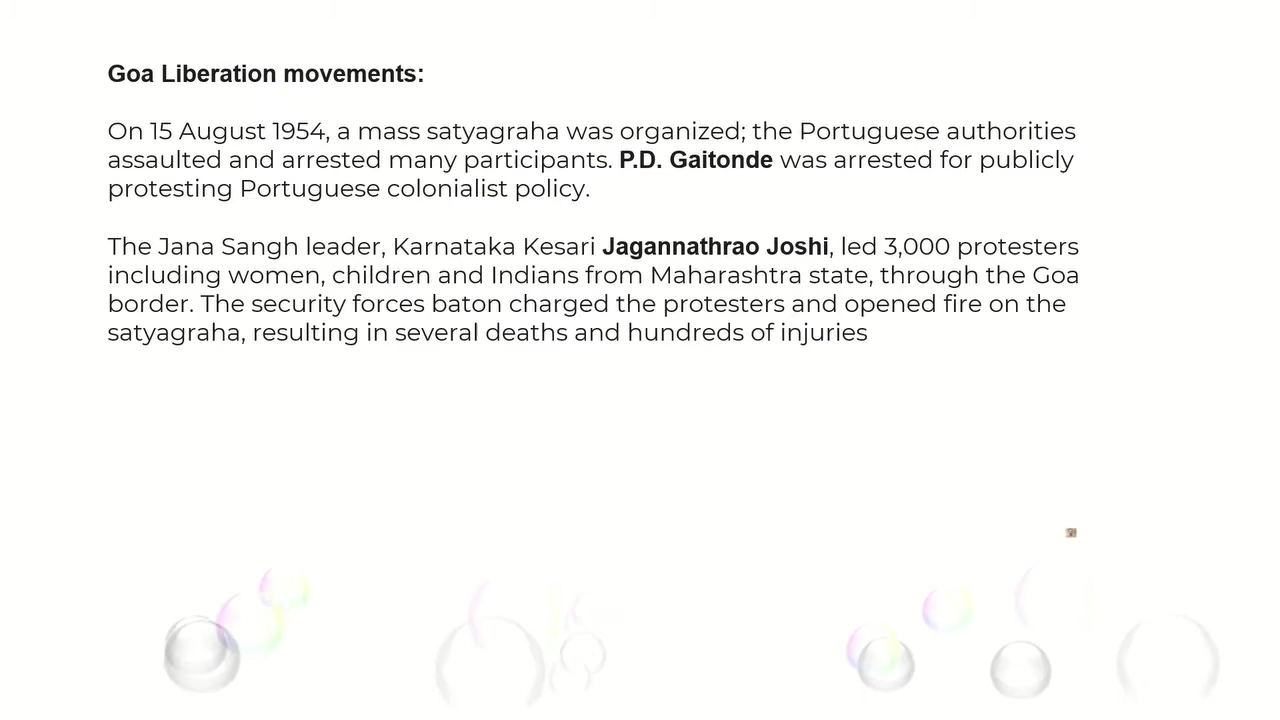 Goa Liberation movements:
On 15 August 1954, a mass satyagraha was organized; the Portuguese authorities
assaulted and arrested many participants. P.D. Gaitonde was arrested for publicly
protesting Portuguese colonialist policy.
The Jana Sangh leader, Karnataka Kesari Jagannathrao Joshi, led 3,000 protesters
including women, children and Indians from Maharashtra state, through the Goa
border. The security forces baton charged the protesters and opened fire on the
satyagraha, resulting in several deaths and hundreds of injuries